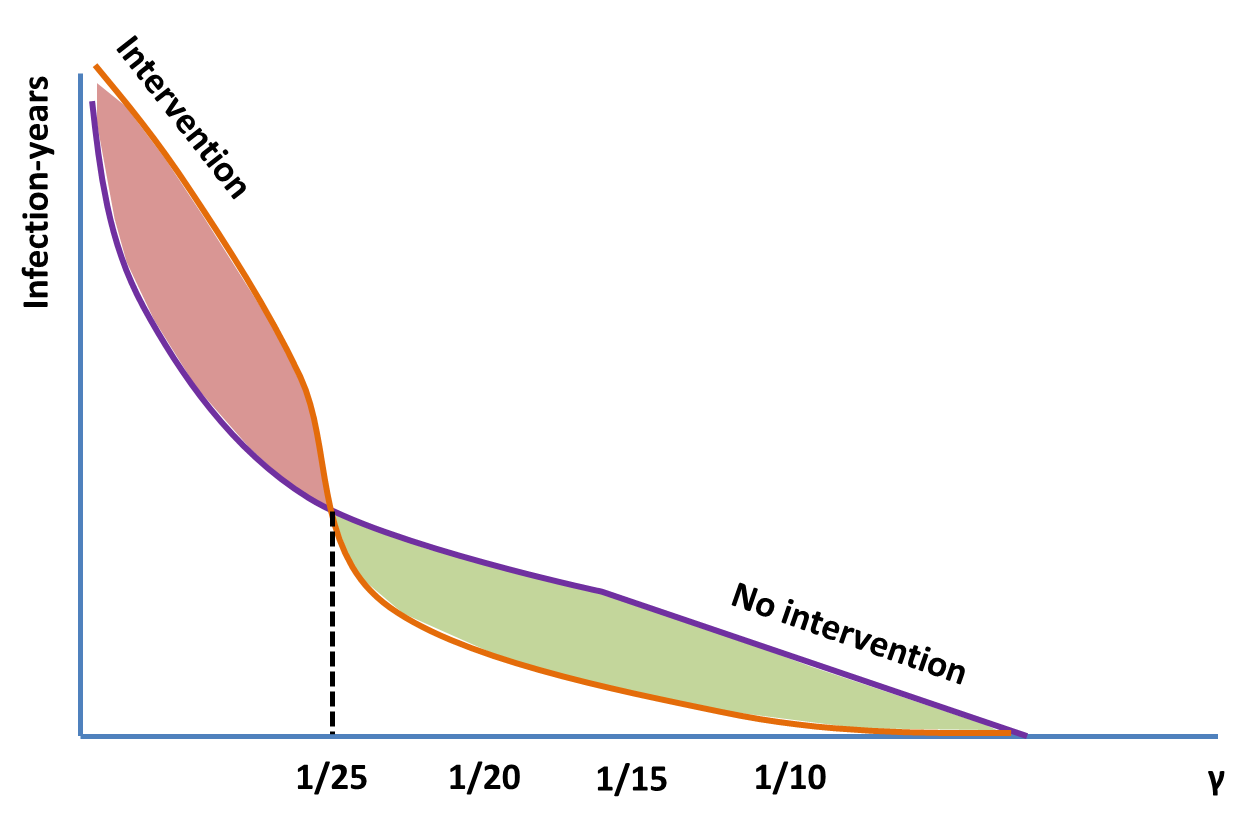 Intervention
Infection-years
No intervention
1/25
1/20
1/15
1/10
γ